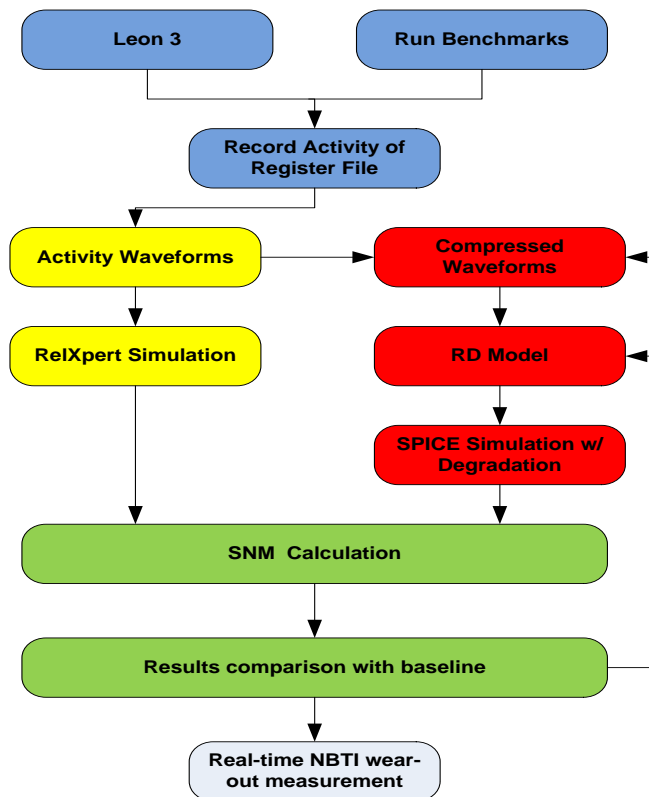 Leon 3
Run Benchmarks
Record Activity of
Register File
Activity Waveforms
Compressed
Waveforms
RelXpert Simulation
RD Model
SPICE Simulation w/
Degradation
SNM Calculation
Results comparison with baseline
Real-time NBTI wear-
out measurement